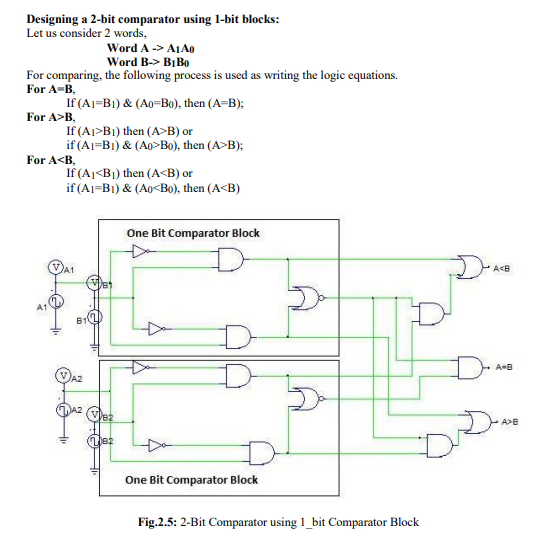 Designing a 2-bit comparator using 1-bit blocks:
Let us consider 2 words,
Word A -> A1A0
Word B-> B1B0
For comparing, the following process is used as writing the logic equations.
For A=B,
If (A1=B1) & (A0=B0), then (A=B);
For A>B,
If (A1>B1) then (A>B) or
if (A1=B1) & (A0>B0), then (A>B);
For A<B,
If (A1<B1) then (A<B) or
if (A1=B1) & (A0<B0), then (A<B)
One Bit Comparator Block
V A1
V B1
A<B
A1
B1
V A2
A=B
A2
V B2
A>B
B2
One Bit Comparator Block
Fig.2.5: 2-Bit Comparator using 1_bit Comparator Block